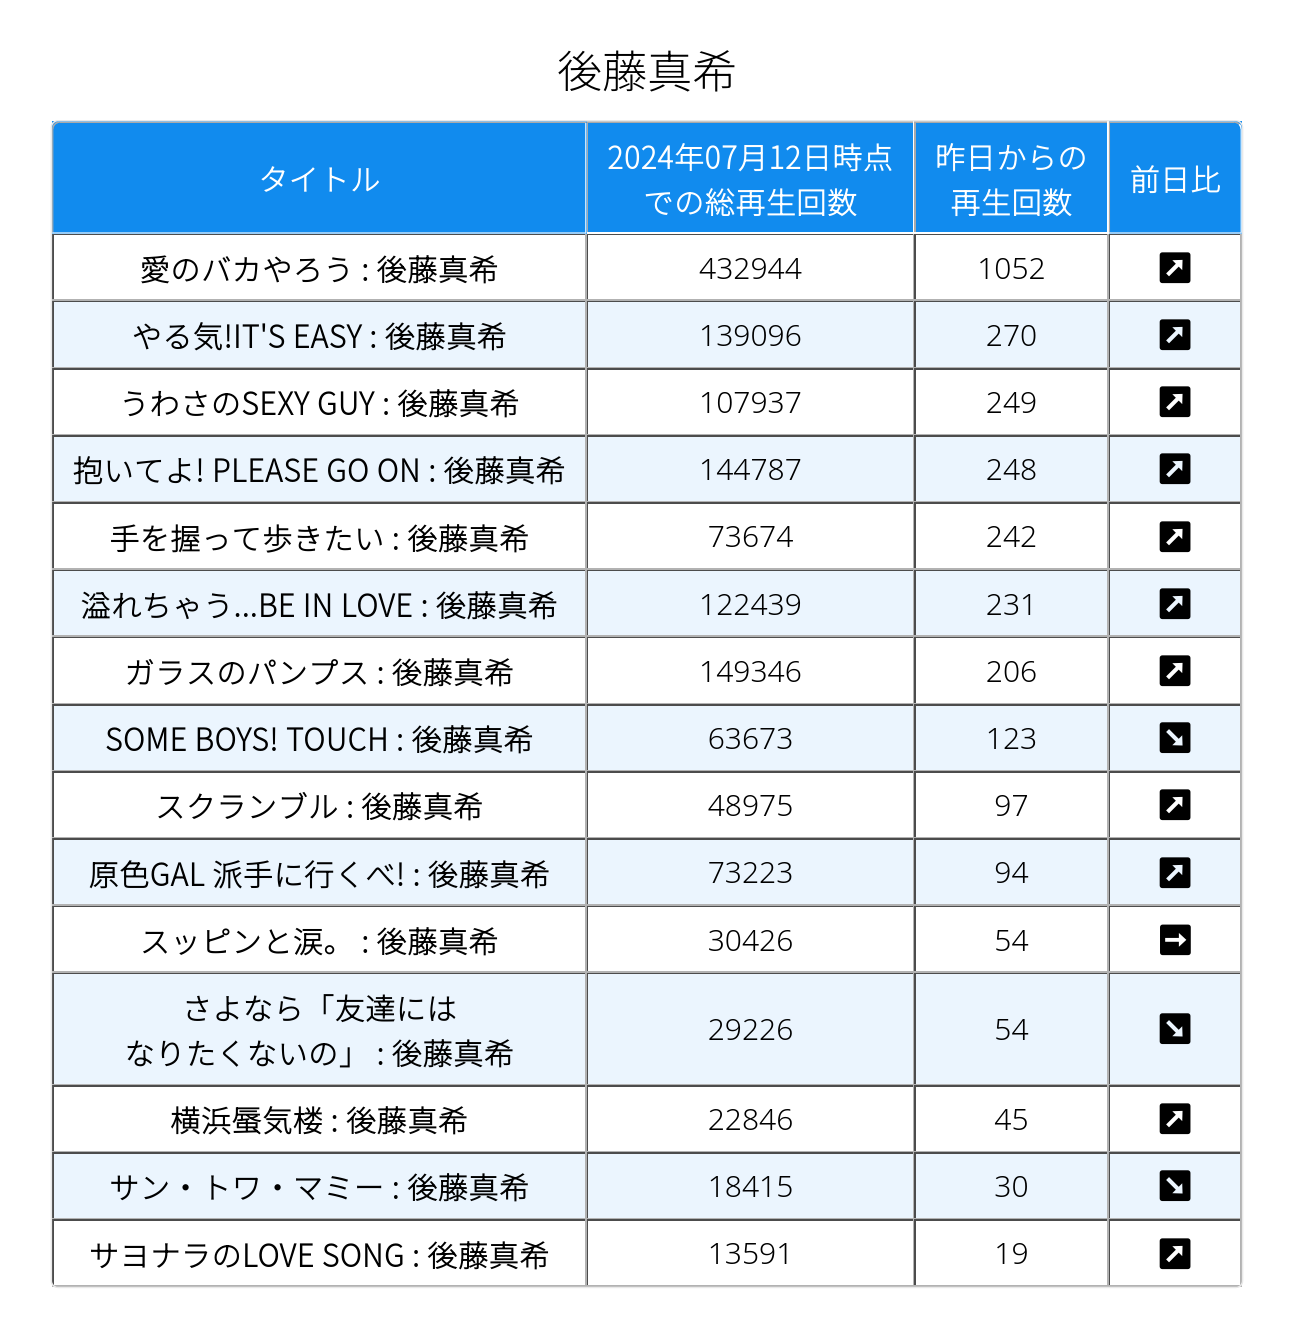 後藤真希
タイトル
2024年07月12日時点
での総再生回数
昨日からの
再生回数
前日比
愛のバカやろう : 後藤真希 432944 1052
やる気!IT'S EASY : 後藤真希 139096 270
うわさのSEXY GUY : 後藤真希 107937 249
抱いてよ! PLEASE GO ON : 後藤真希 144787 248
手を握って歩きたい : 後藤真希 73674 242
溢れちゃう...BE IN LOVE : 後藤真希 122439 231
ガラスのパンプス : 後藤真希 149346 206
SOME BOYS! TOUCH : 後藤真希 63673 123
スクランブル : 後藤真希 48975 97
原色GAL 派手に行くべ! : 後藤真希 73223 94
スッピンと涙。 : 後藤真希 30426 54
さよなら「友達には
なりたくないの」 : 後藤真希 29226 54
横浜蜃気楼 : 後藤真希 22846 45
サン・トワ・マミー : 後藤真希 18415 30
サヨナラのLOVE SONG : 後藤真希 13591 19